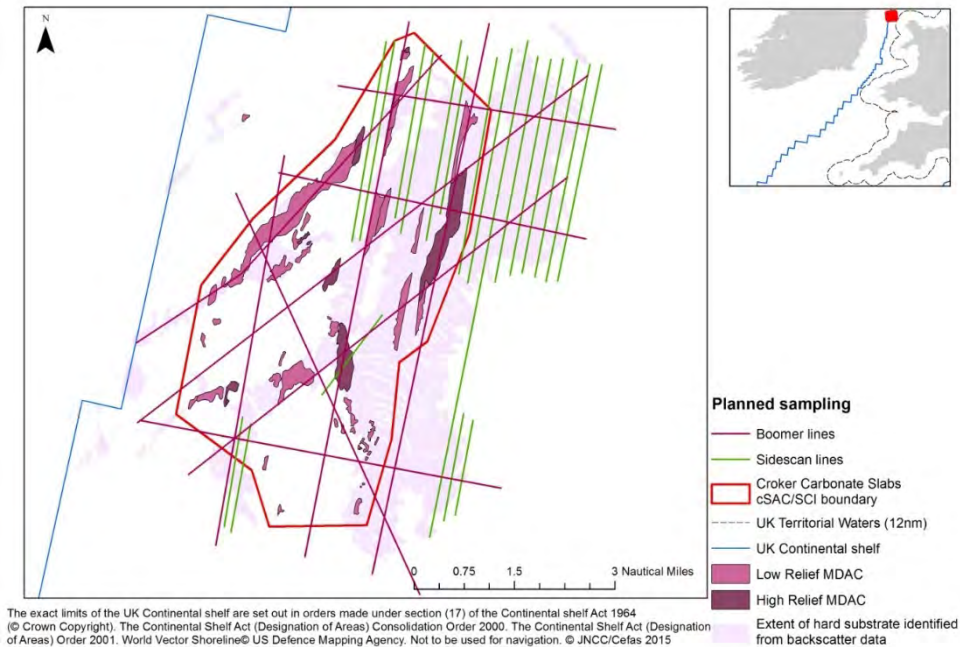 N
Planned sampling
Boomer lines
Sidescan lines
Croker Carbonate Slabs
cSAC/SCI boundary
UK Territorial Waters (12nm)
UK Continental shelf
Low Relief MDAC
High Relief MDAC
Extent of hard substrate identified
from backscatter data
0 0.75 1.5 3 Nautical Miles
The exact limits of the UK Continental shelf are set out in orders made under section (17) of the Continental shelf Act 1964
(© Crown Copyright). The Continental Shelf Act (Designation of Areas) Consolidation Order 2000. The Continental Shelf Act (Designation
of Areas) Order 2001. World Vector Shoreline© US Defence Mapping Agency. Not to be used for navigation. © JNCC/Cefas 2015